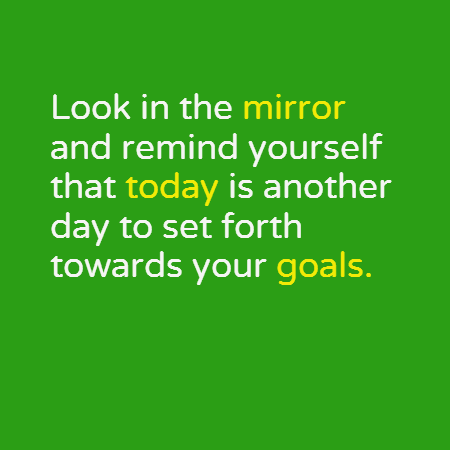 Look in the mirror
and remind yourself
that today is another
day to set forth
towards your goals.